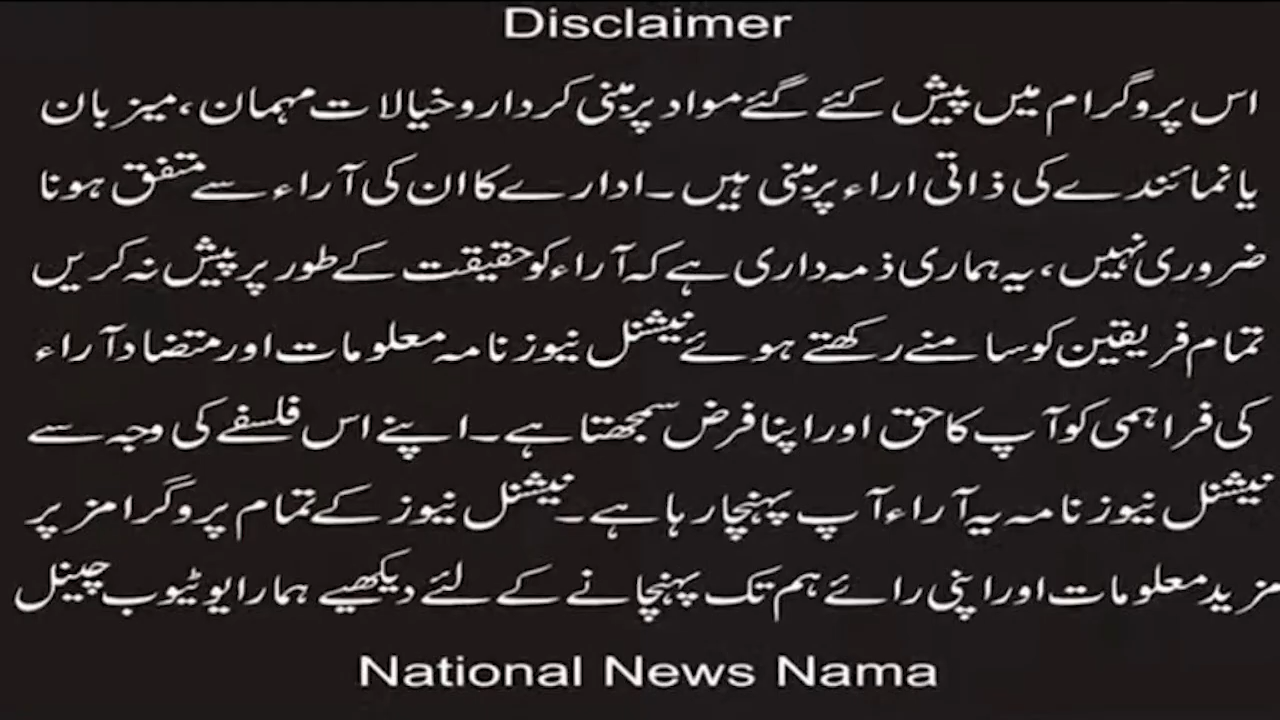 Disclaimer
اس پروگرام میں پیش کئے گئے مواد پر مبنی کردار و خیالات مہمان، میزبان
یا نمائندے کی ذاتی اراء پر مبنی ہیں۔ ادارے کا ان کی آراء سے متفق ہونا
ضروری نہیں، یہ ہماری ذمہ داری ہے کہ آراء کو حقیقت کے طور پر پیش نہ کریں
تمام فریقین کو سامنے رکھتے ہوئے نیشنل نیوز نامہ معلومات اور متضاد آراء
کی فراہمی کو آپ کا حق اور اپنا فرض سمجھتا ہے۔ اپنے اس فلسفے کی وجہ سے
نیشنل نیوز نامہ یہ آراء آپ پہنچا رہا ہے۔ نیشنل نیوز کے تمام پروگرامز پر
مزید معلومات اور اپنی رائے ہم تک پہنچانے کے لئے دیکھیے ہمارا یوٹیوب چینل
National News Nama